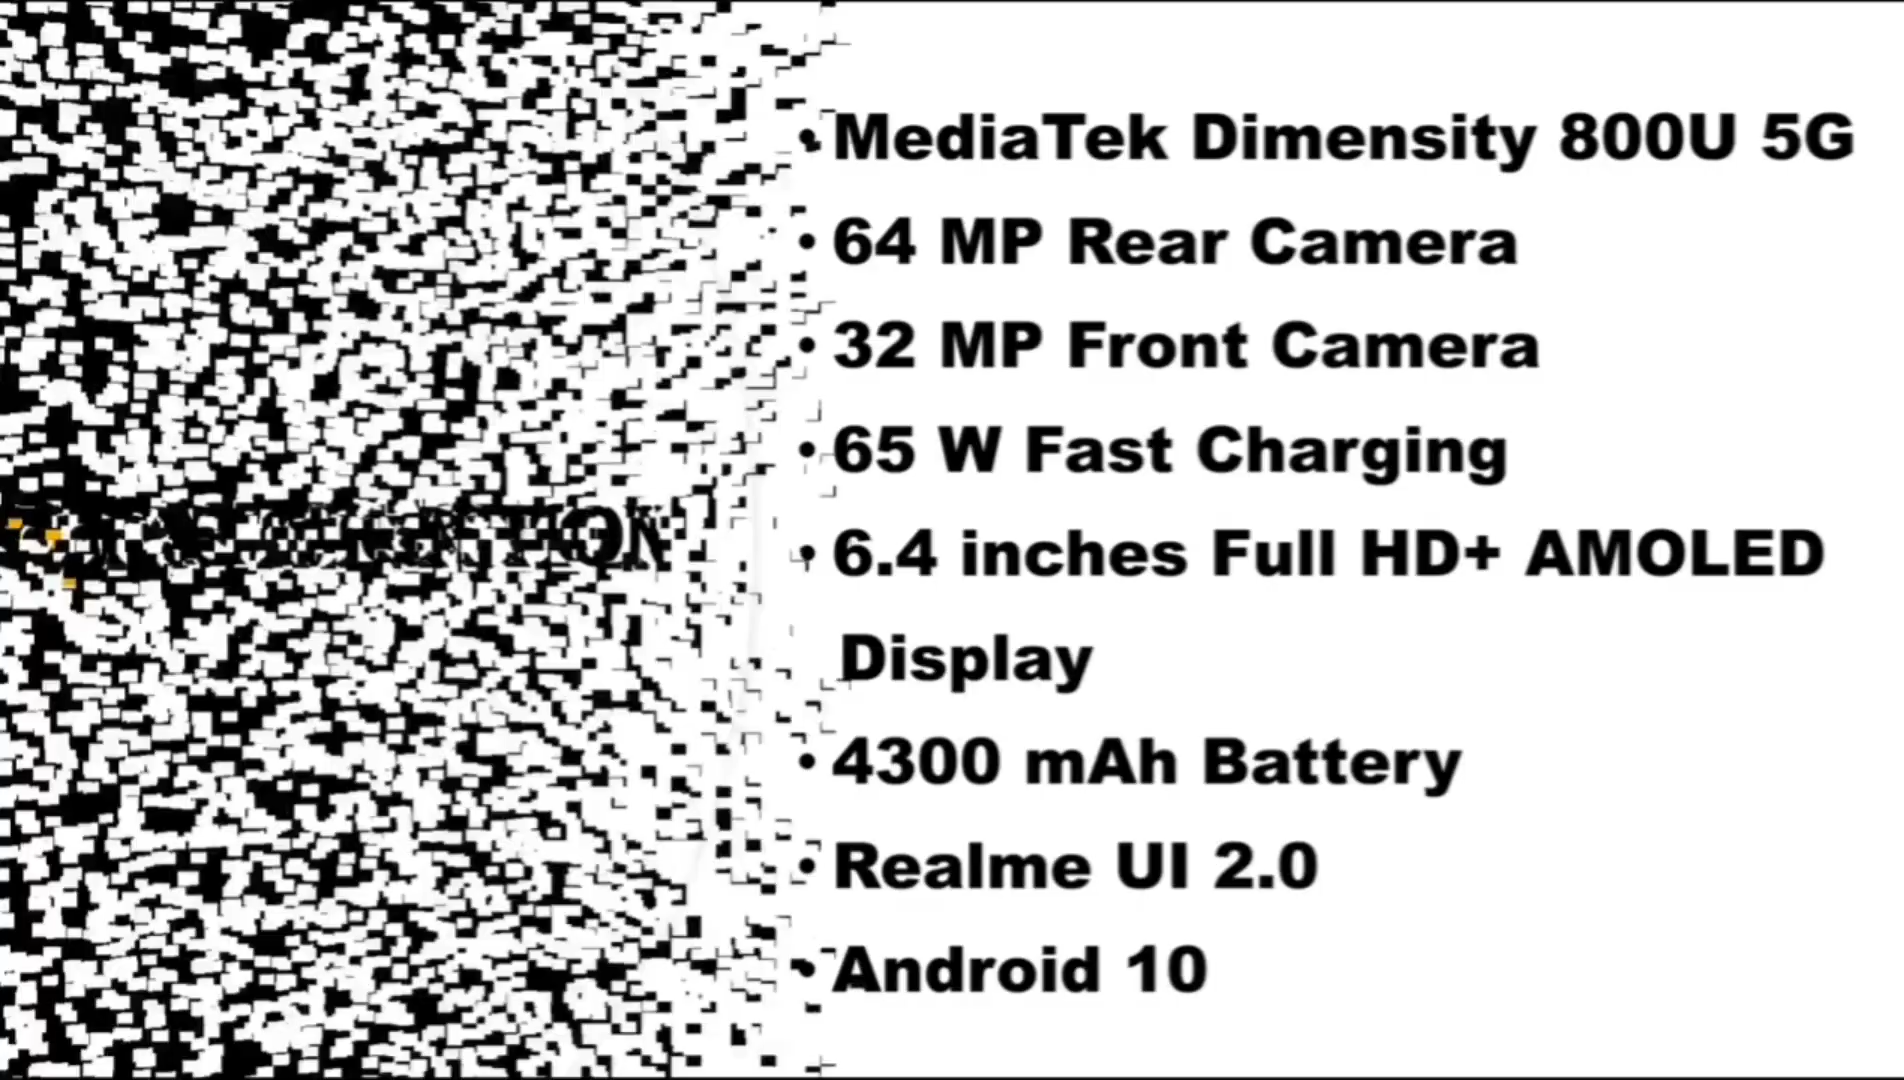 • MediaTek Dimensity 800U 5G
• 64 MP Rear Camera
• 32 MP Front Camera
• 65 W Fast Charging
• 6.4 inches Full HD+ AMOLED
Display
• 4300 mAh Battery
• Realme UI 2.0
• Android 10